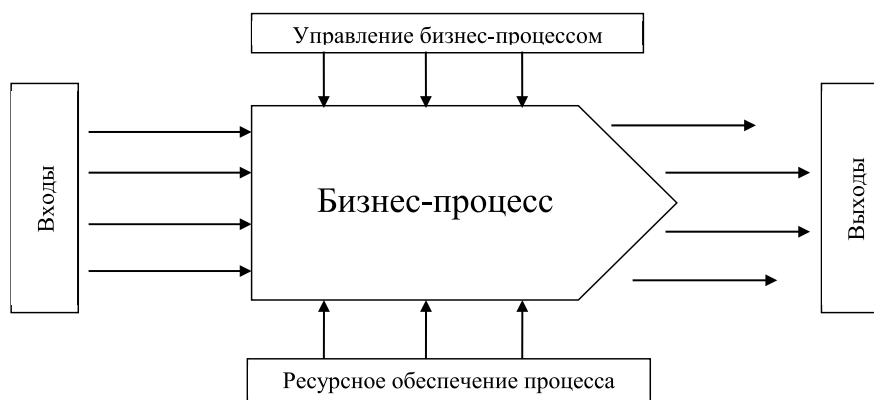 Управление бизнес-процессом
Входы
Бизнес-процесс
Выходы
Ресурсное обеспечение процесса